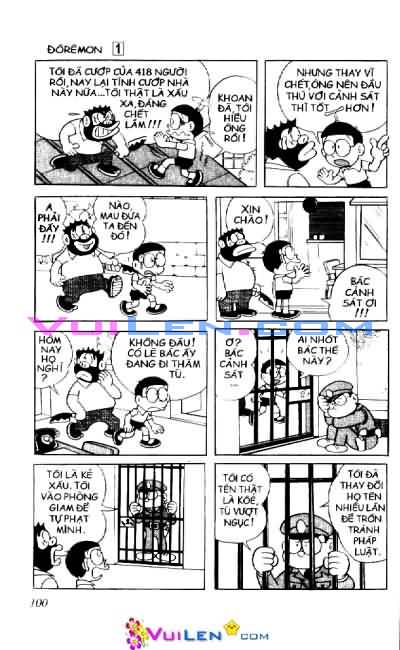 ĐÔRÊMON 1
TÔI ĐÃ CƯỚP CỦA 418 NGƯỜI
RỒI, NAY LẠI TÍNH CƯỚP NHÀ
NÀY NỮA...TÔI THẬT LÀ XẤU
XA, ĐÁNG
CHẾT
LẮM!!!
KHOAN
ĐÃ, TÔI
HIỂU
ÔNG
RỒI!
NHƯNG THAY VÌ
CHẾT, ÔNG NÊN ĐẦU
THÚ VỚI CẢNH SÁT
THÌ TỐT HƠN!
A
PHẢI
ĐẤY
!!!
NÀO,
MAU ĐƯA
TA ĐẾN
ĐÓ!
XIN
CHÀO!
BÁC
CẢNH
SÁT ƠI
!!!
HÔM
NAY
HỌ
NGHỈ
?
KHÔNG ĐÂU!
CÓ LẼ BÁC ẤY
ĐANG ĐI THĂM
TÙ.
Ơ?
BÁC
CẢNH
SÁT
AI NHỐT
BÁC THẾ
NÀY?
TÔI LÀ KẺ
XẤU. TÔI
VÀO PHÒNG
GIAM ĐỂ
TỰ PHẠT
MÌNH.
TÔI CÓ
TÊN THẬT
LÀ KÔÊ
TÙ VƯỢT
NGỤC!
TÔI ĐÃ
THAY ĐỔI
HỌ TÊN
NHIỀU LẦN
ĐỂ TRỐN
TRÁNH
PHÁP
LUẬT.
VUILEN.COM
100
VUILEN.COM